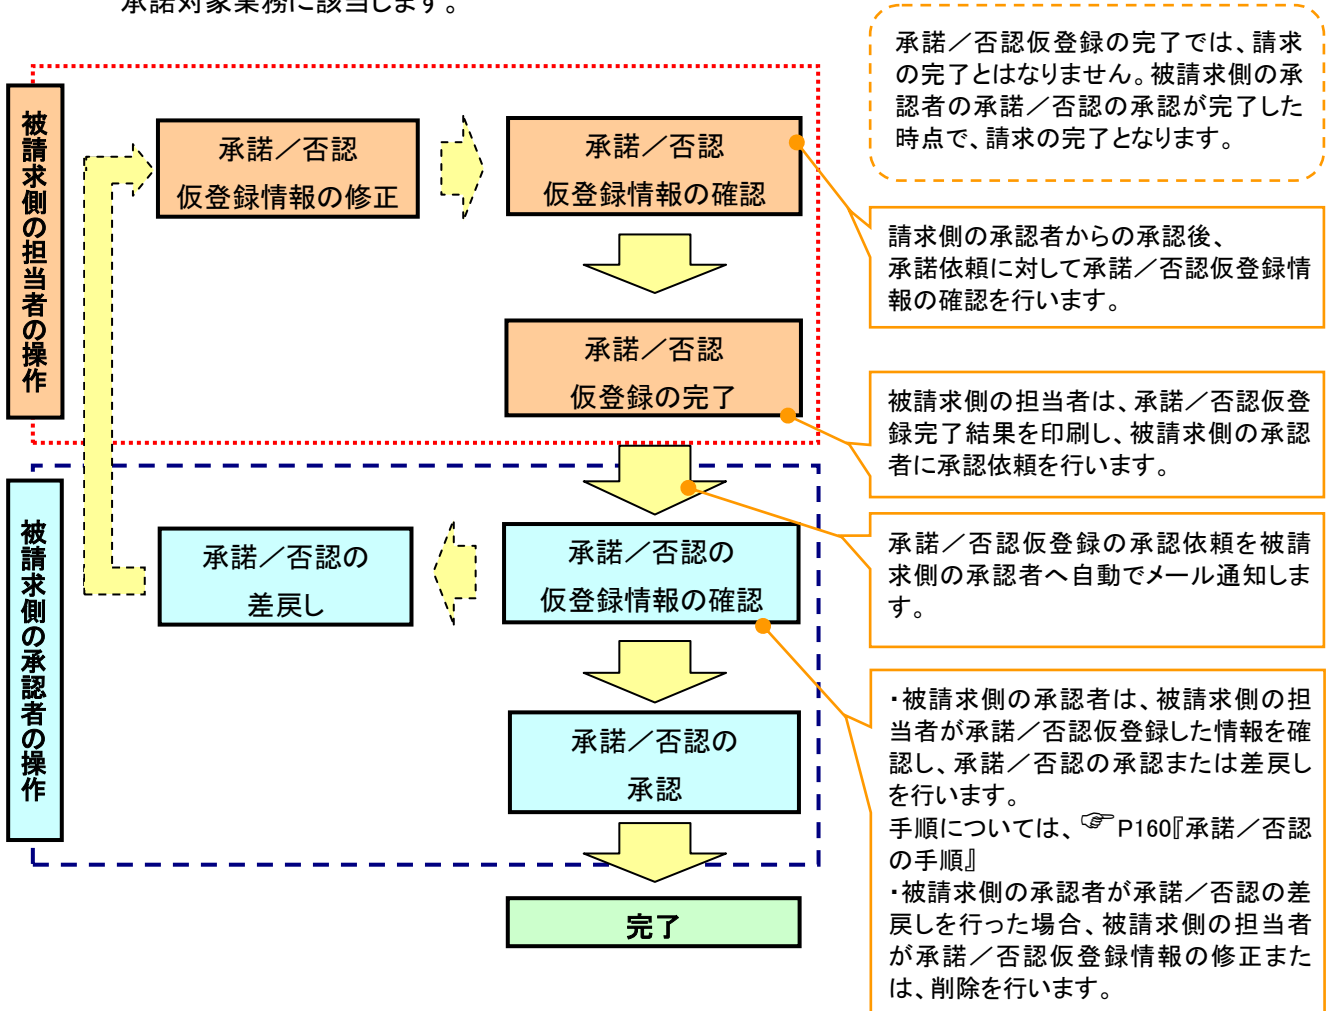 承諾対象業務に該当します。
承諾／否認仮登録の完了では、請求
の完了とはなりません。被請求側の承
認者の承諾／否認の承認が完了した
時点で、請求の完了となります。
被請求側の担当者の操作
承諾／否認
仮登録情報の修正
承諾／否認
仮登録情報の確認
請求側の承認者からの承認後、
承諾依頼に対して承諾／否認仮登録情
報の確認を行います。
承諾／否認
仮登録の完了
被請求側の担当者は、承諾／否認仮登
録完了結果を印刷し、被請求側の承認
者に承認依頼を行います。
被請求側の承認者の操作
承諾／否認の
差戻し
承諾／否認の
仮登録情報の確認
承諾／否認仮登録の承認依頼を被請
求側の承認者へ自動でメール通知しま
す。
承諾／否認の
承認
・被請求側の承認者は、被請求側の担
当者が承諾／否認仮登録した情報を確
認し、承諾／否認の承認または差戻し
を行います。
手順については、☞P160『承諾／否認
の手順』
・被請求側の承認者が承諾／否認の差
戻しを行った場合、被請求側の担当者
が承諾／否認仮登録情報の修正また
は、削除を行います。
完了